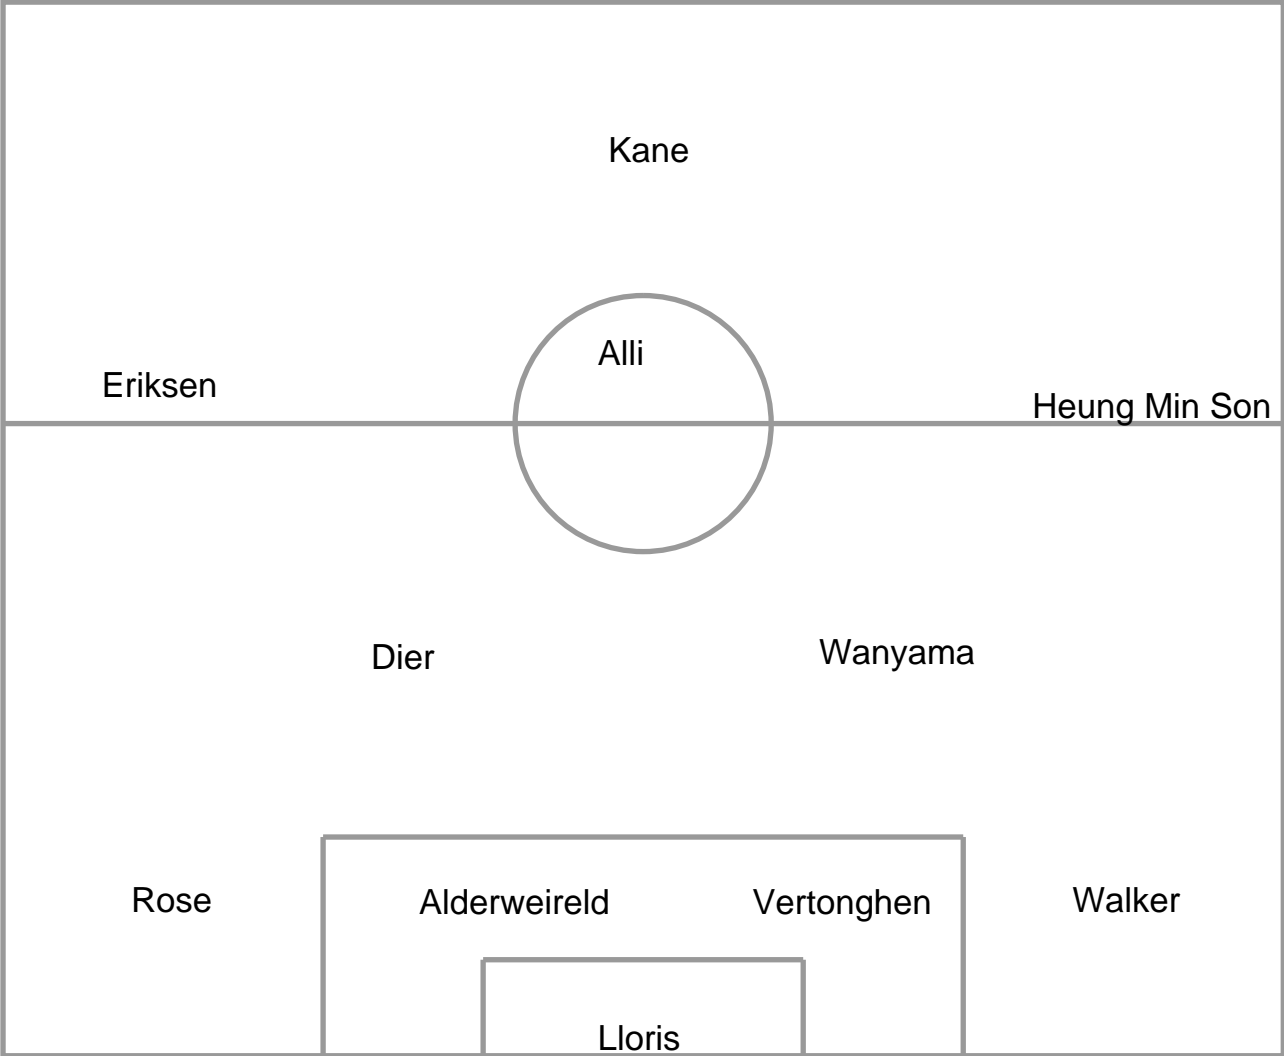 Kane
Alli
Eriksen
Heung Min Son
Dier
Wanyama
Rose
Alderweireld
Vertonghen
Walker
Lloris